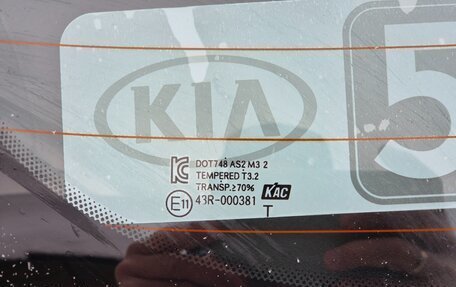 KIA
5
DOT748 AS2 M3 2
TEMPERED T3.2
TRANSP.≥70% KAC
E11 43R-000381
T